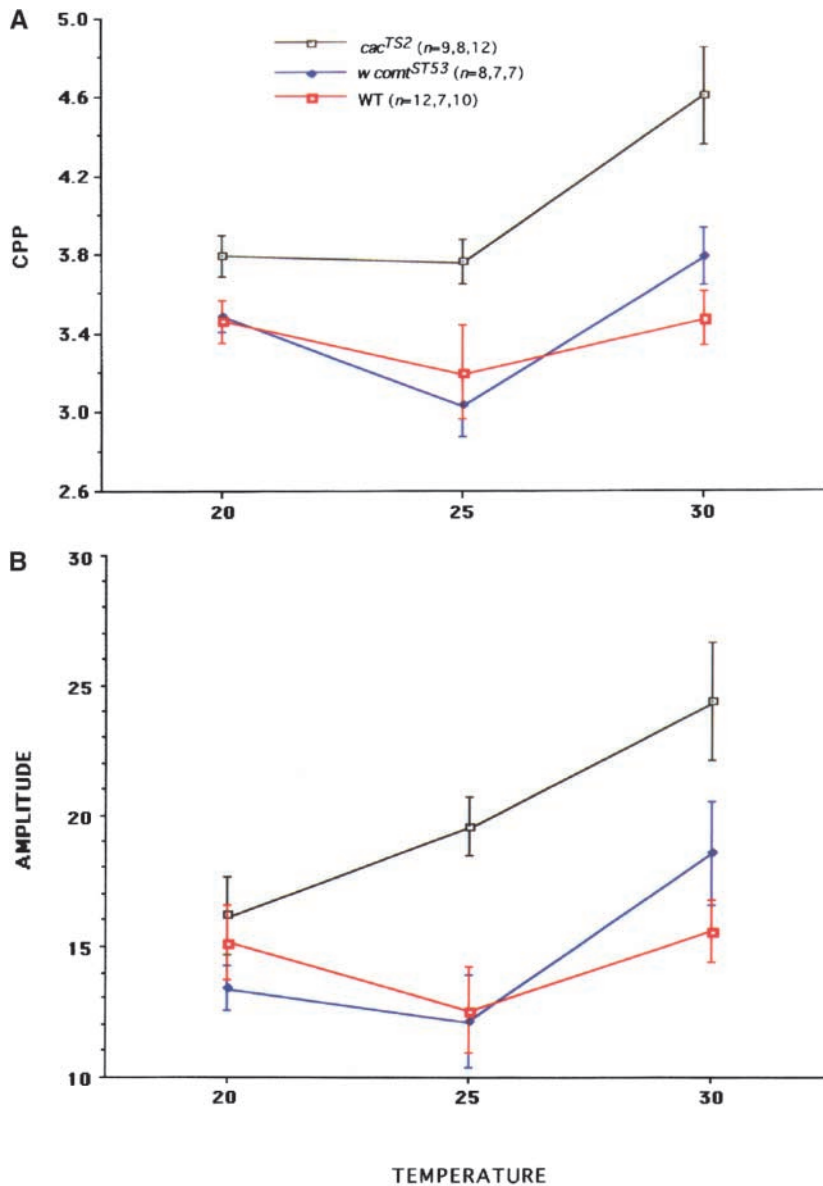 A
5.0
4.6
4.2
3.8
3.4
3.0
2.6
CPP
cacTS2 (n=9,8,12)
w comtST53 (n=8,7,7)
WT (n=12,7,10)
20 25 30
B
30
25
20
15
10
AMPLITUDE
20 25 30
TEMPERATURE